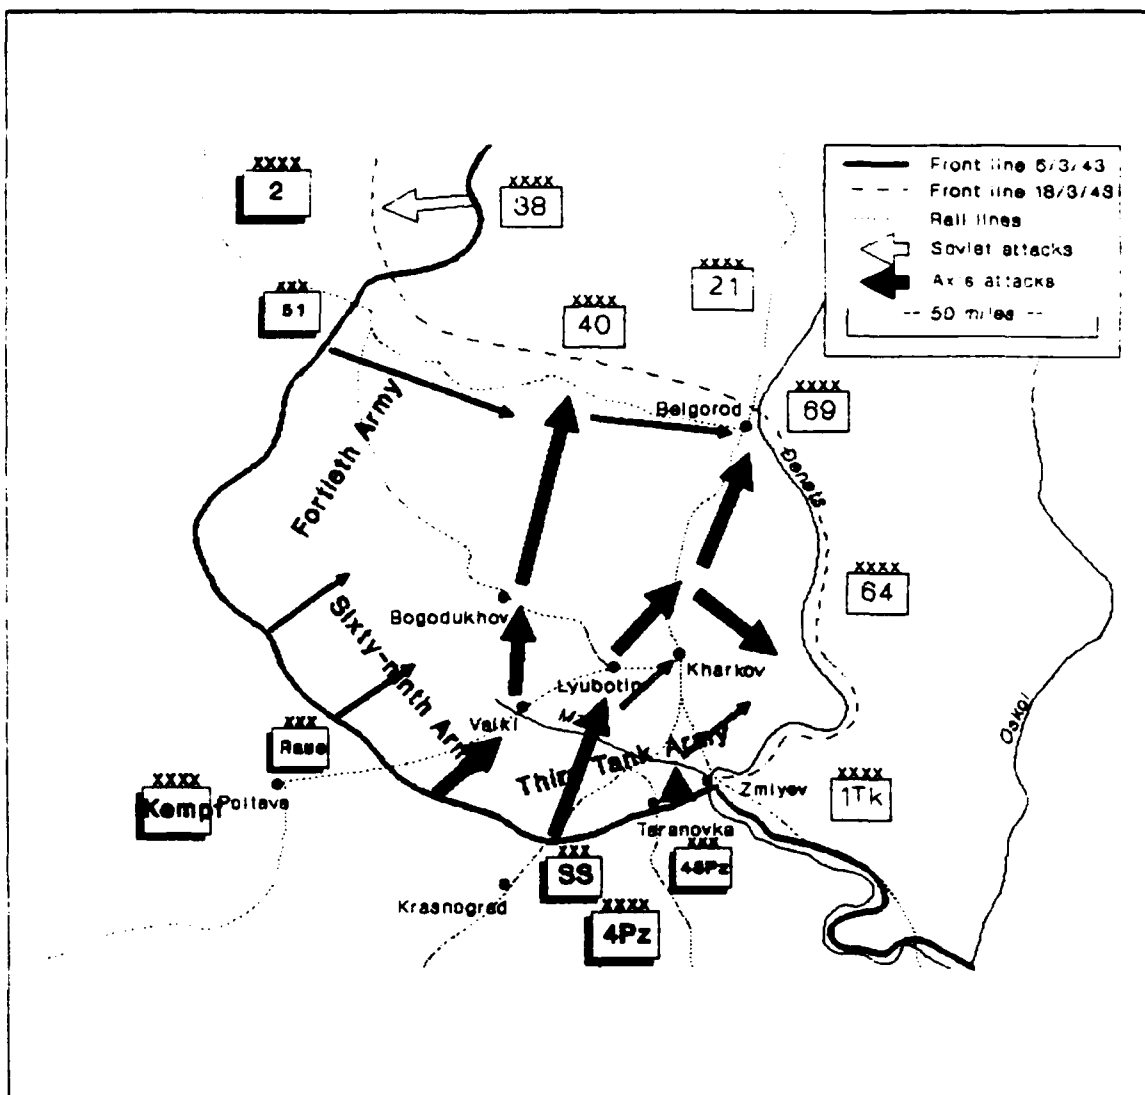 XXXX
2
XXXX
38
Front line 6/3/43
Front line 18/3/43
Rail lines
Soviet attacks
Axis attacks
-- 50 miles --
XXXX
21
XXX
51
XXXX
40
XXXX
69
Belgorod
Donets
Fortieth Army
XXXX
64
Bogodukhov
Sixty-ninth Army
Lyubotin
Kharkov
Valki
Third Tank Army
Oskol
XXX
Raus
XXXX
Kempf
Poltava
Zmiyev
XXXX
1Tk
Taranovka
XXX
48Pz
XXX
SS
Krasnograd
XXXX
4Pz